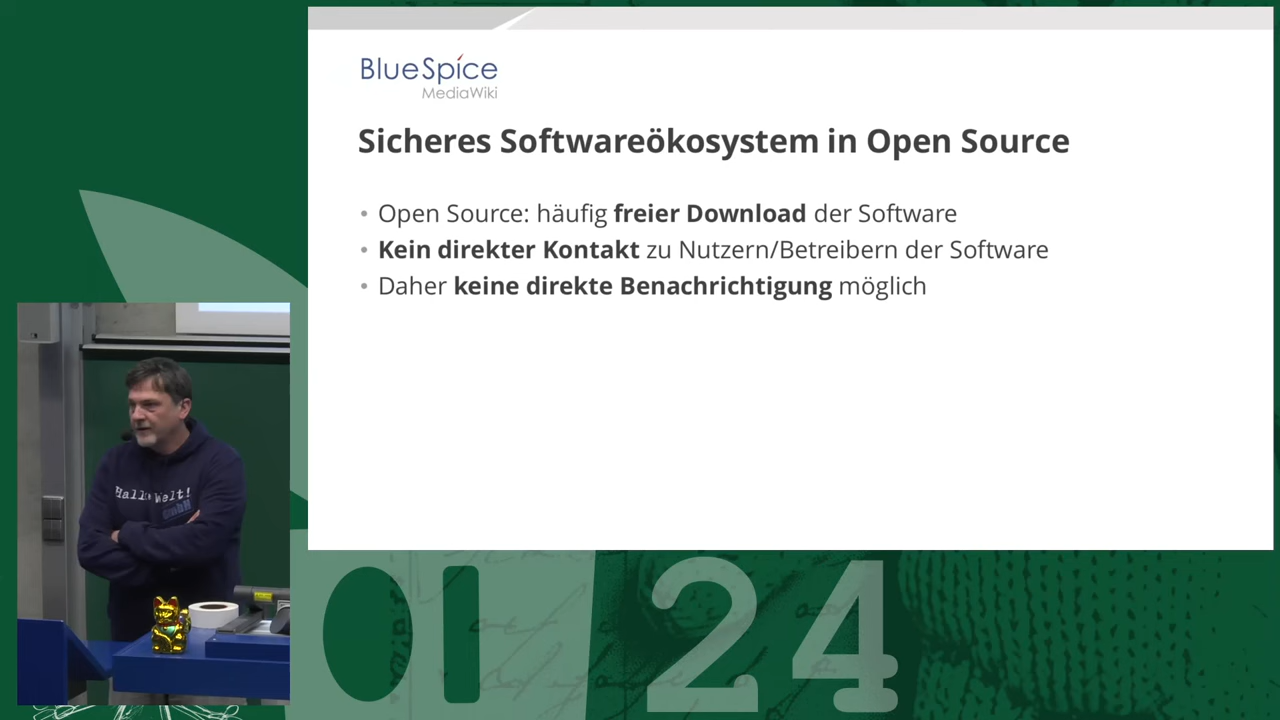 BlueSpice
MediaWiki
Sicheres Softwareökosystem in Open Source
• Open Source: häufig freier Download der Software
• Kein direkter Kontakt zu Nutzern/Betreibern der Software
• Daher keine direkte Benachrichtigung möglich
Hallo Welt!
GmbH
24